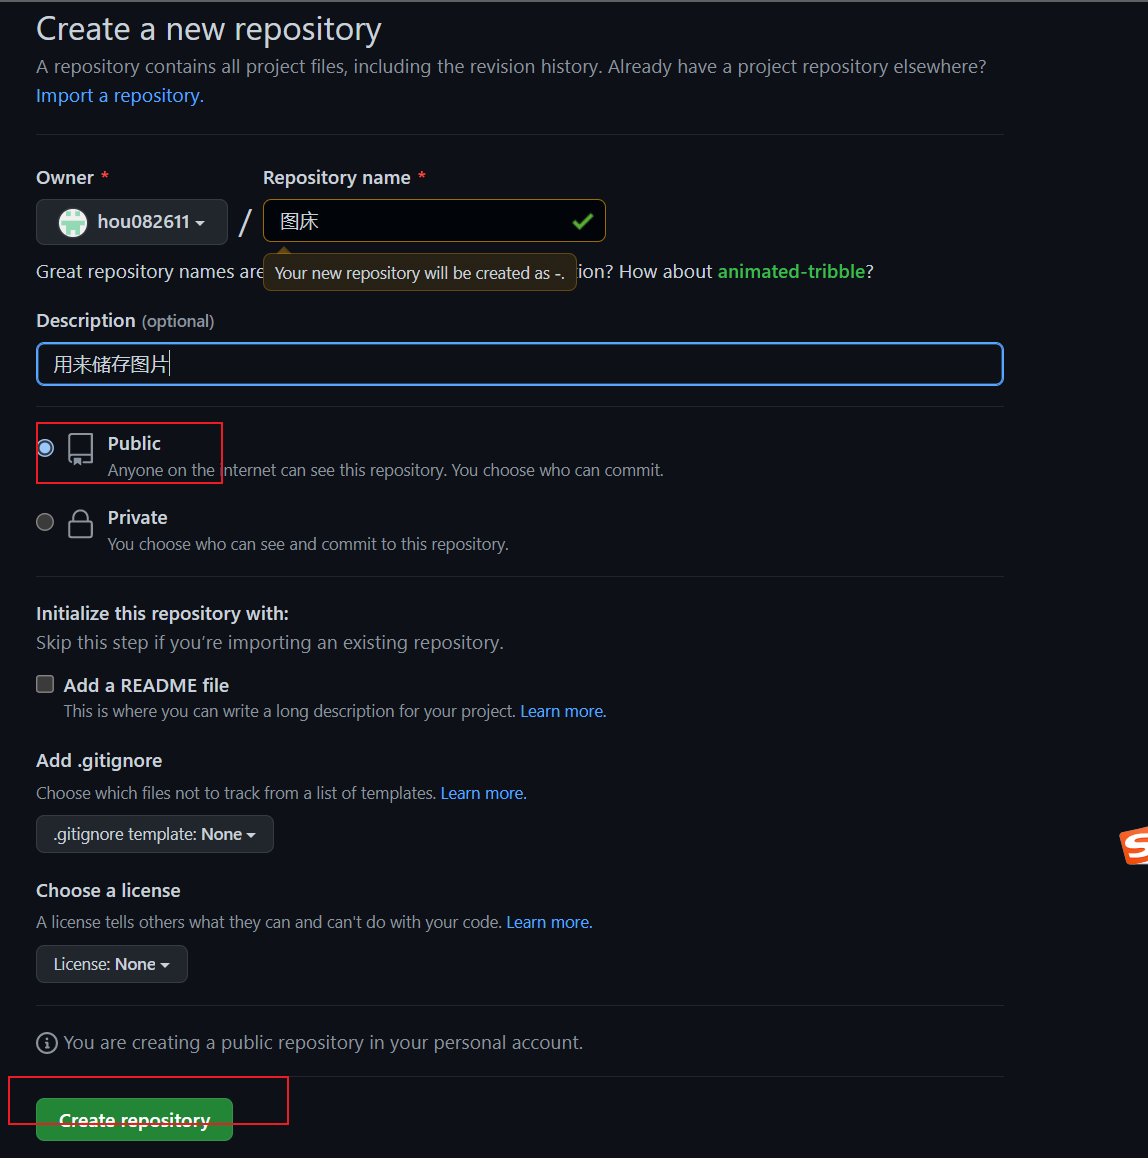 Create a new repository
A repository contains all project files, including the revision history. Already have a project repository elsewhere?
Import a repository.
Owner *
Repository name *
hou082611
/
图床
Great repository names are
Your new repository will be created as -.
ion? How about animated-tribble?
Description (optional)
用来储存图片
Public
Anyone on the internet can see this repository. You choose who can commit.
Private
You choose who can see and commit to this repository.
Initialize this repository with:
Skip this step if you’re importing an existing repository.
Add a README file
This is where you can write a long description for your project. Learn more.
Add .gitignore
Choose which files not to track from a list of templates. Learn more.
.gitignore template: None
Choose a license
A license tells others what they can and can't do with your code. Learn more.
License: None
You are creating a public repository in your personal account.
Create repository